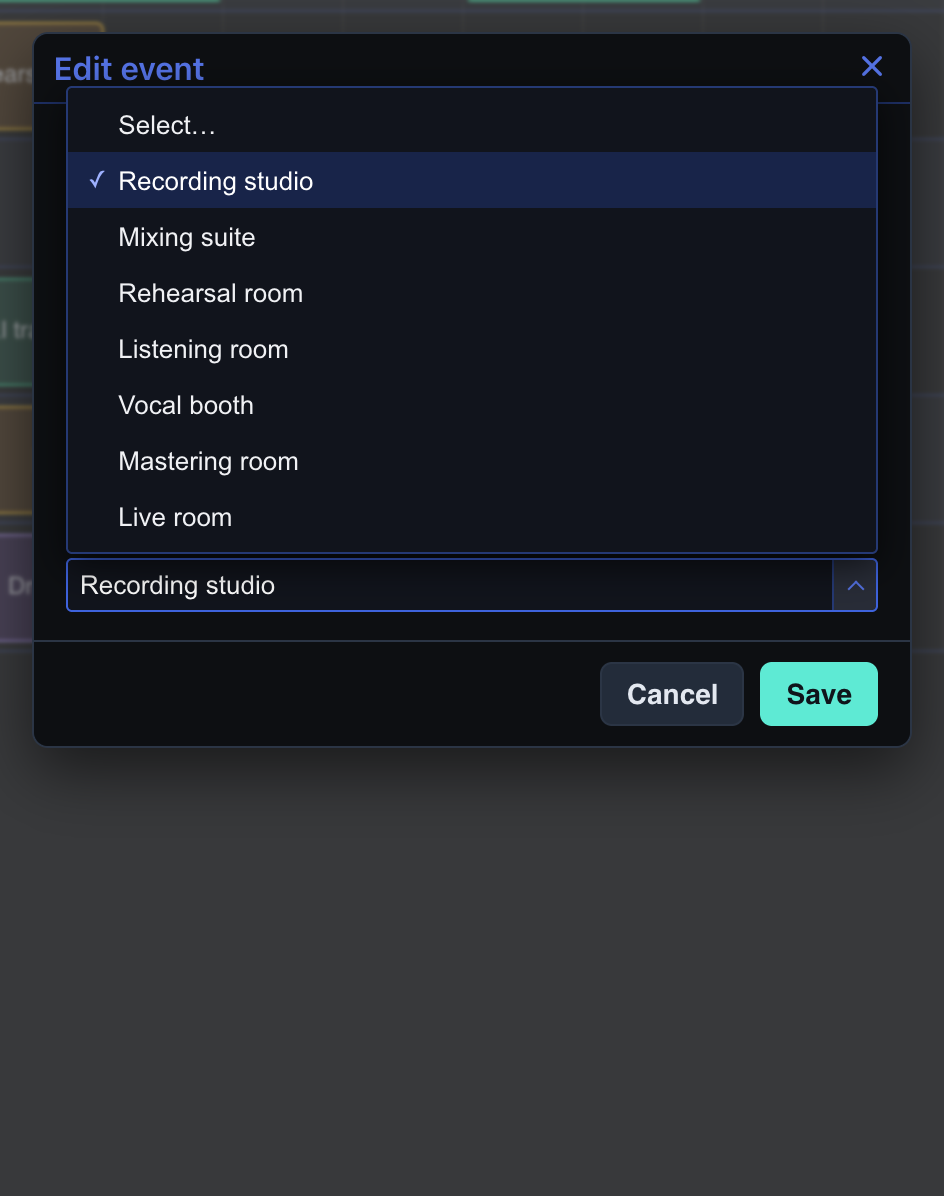 Edit event
Select…
✓ Recording studio
Mixing suite
Rehearsal room
Listening room
Vocal booth
Mastering room
Live room
Recording studio
Cancel
Save